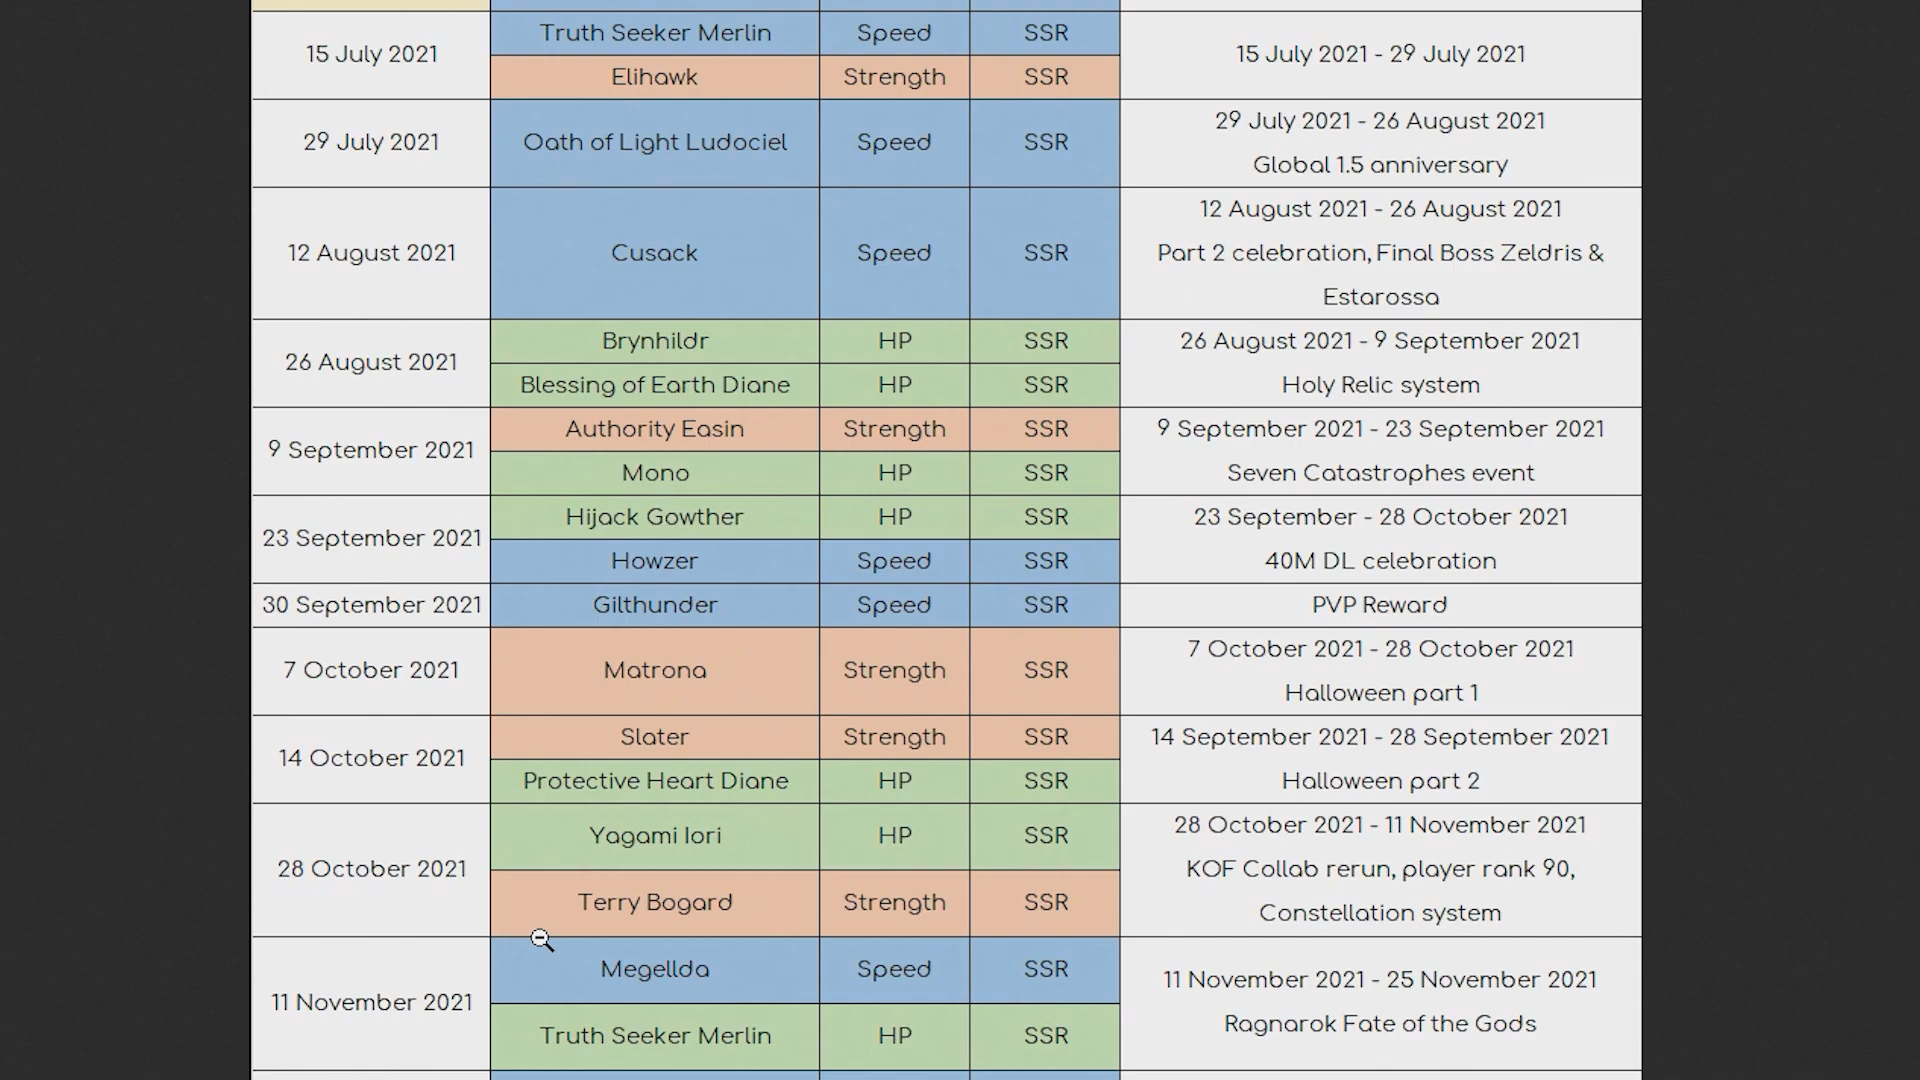 15 July 2021
Truth Seeker Merlin Speed SSR
Elihawk Strength SSR
15 July 2021 - 29 July 2021
29 July 2021
Oath of Light Ludociel Speed SSR
29 July 2021 - 26 August 2021
Global 1.5 anniversary
12 August 2021
Cusack Speed SSR
12 August 2021 - 26 August 2021
Part 2 celebration, Final Boss Zeldris &
Estarossa
26 August 2021
Brynhildr HP SSR
Blessing of Earth Diane HP SSR
26 August 2021 - 9 September 2021
Holy Relic system
9 September 2021
Authority Easin Strength SSR
Mono HP SSR
9 September 2021 - 23 September 2021
Seven Catastrophes event
23 September 2021
Hijack Gowther HP SSR
Howzer Speed SSR
23 September - 28 October 2021
40M DL celebration
30 September 2021
Gilthunder Speed SSR
PVP Reward
7 October 2021
Matrona Strength SSR
7 October 2021 - 28 October 2021
Halloween part 1
14 October 2021
Slater Strength SSR
Protective Heart Diane HP SSR
14 September 2021 - 28 September 2021
Halloween part 2
28 October 2021
Yagami Iori HP SSR
Terry Bogard Strength SSR
28 October 2021 - 11 November 2021
KOF Collab rerun, player rank 90,
Constellation system
11 November 2021
Megellda Speed SSR
Truth Seeker Merlin HP SSR
11 November 2021 - 25 November 2021
Ragnarok Fate of the Gods